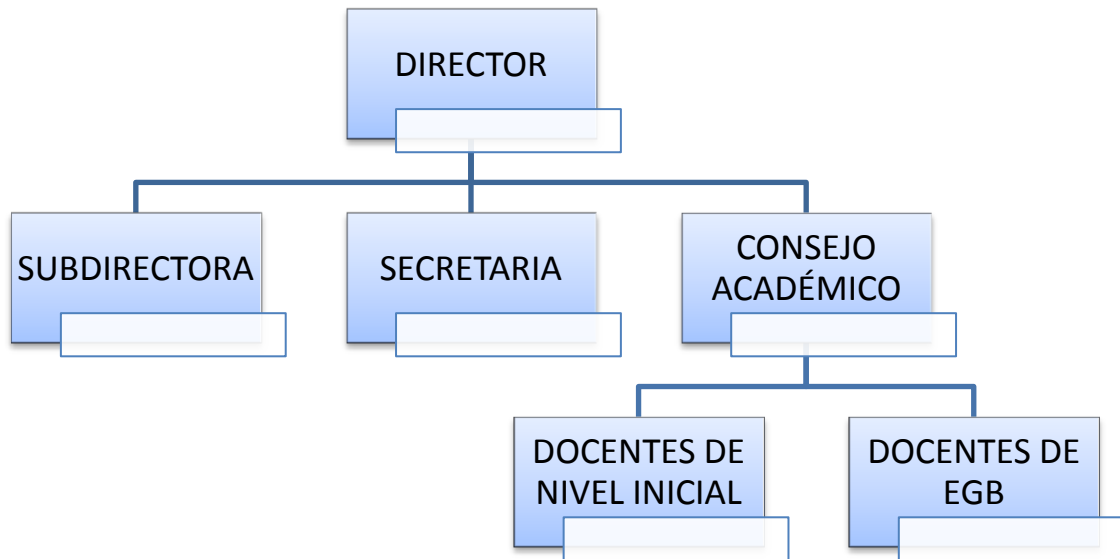 DIRECTOR
SUBDIRECTORA
SECRETARIA
CONSEJO
ACADÉMICO
DOCENTES DE
NIVEL INICIAL
DOCENTES DE
EGB